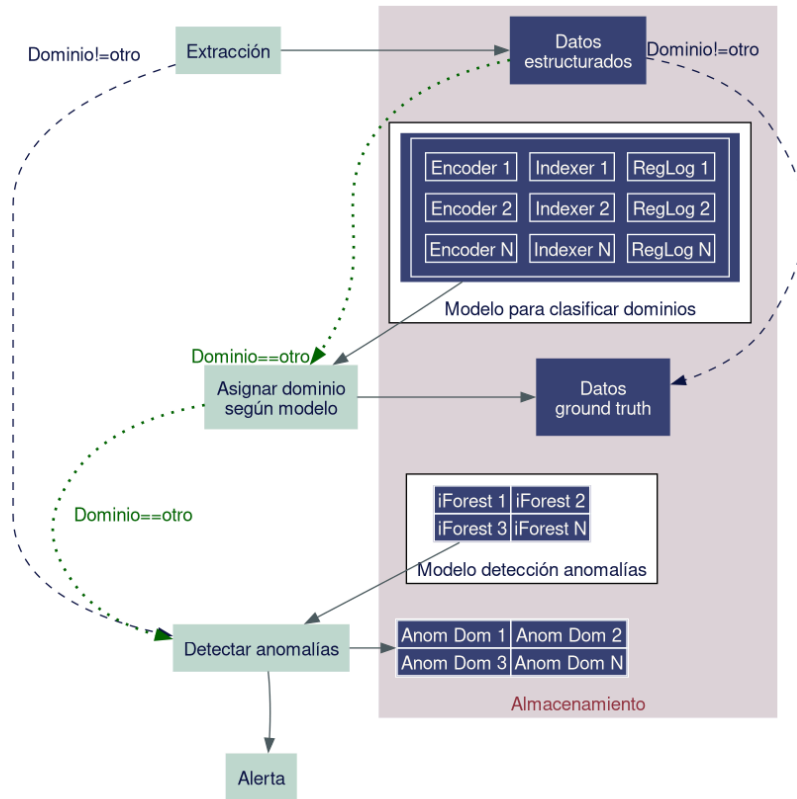 Dominio!=otro
Extracción
Datos
estructurados
Dominio!=otro
Encoder 1
Indexer 1
RegLog 1
Encoder 2
Indexer 2
RegLog 2
Encoder N
Indexer N
RegLog N
Modelo para clasificar dominios
Dominio==otro
Asignar dominio
según modelo
Datos
ground truth
Dominio==otro
iForest 1
iForest 2
iForest 3
iForest N
Modelo detección anomalías
Detectar anomalías
Anom Dom 1
Anom Dom 2
Anom Dom 3
Anom Dom N
Almacenamiento
Alerta